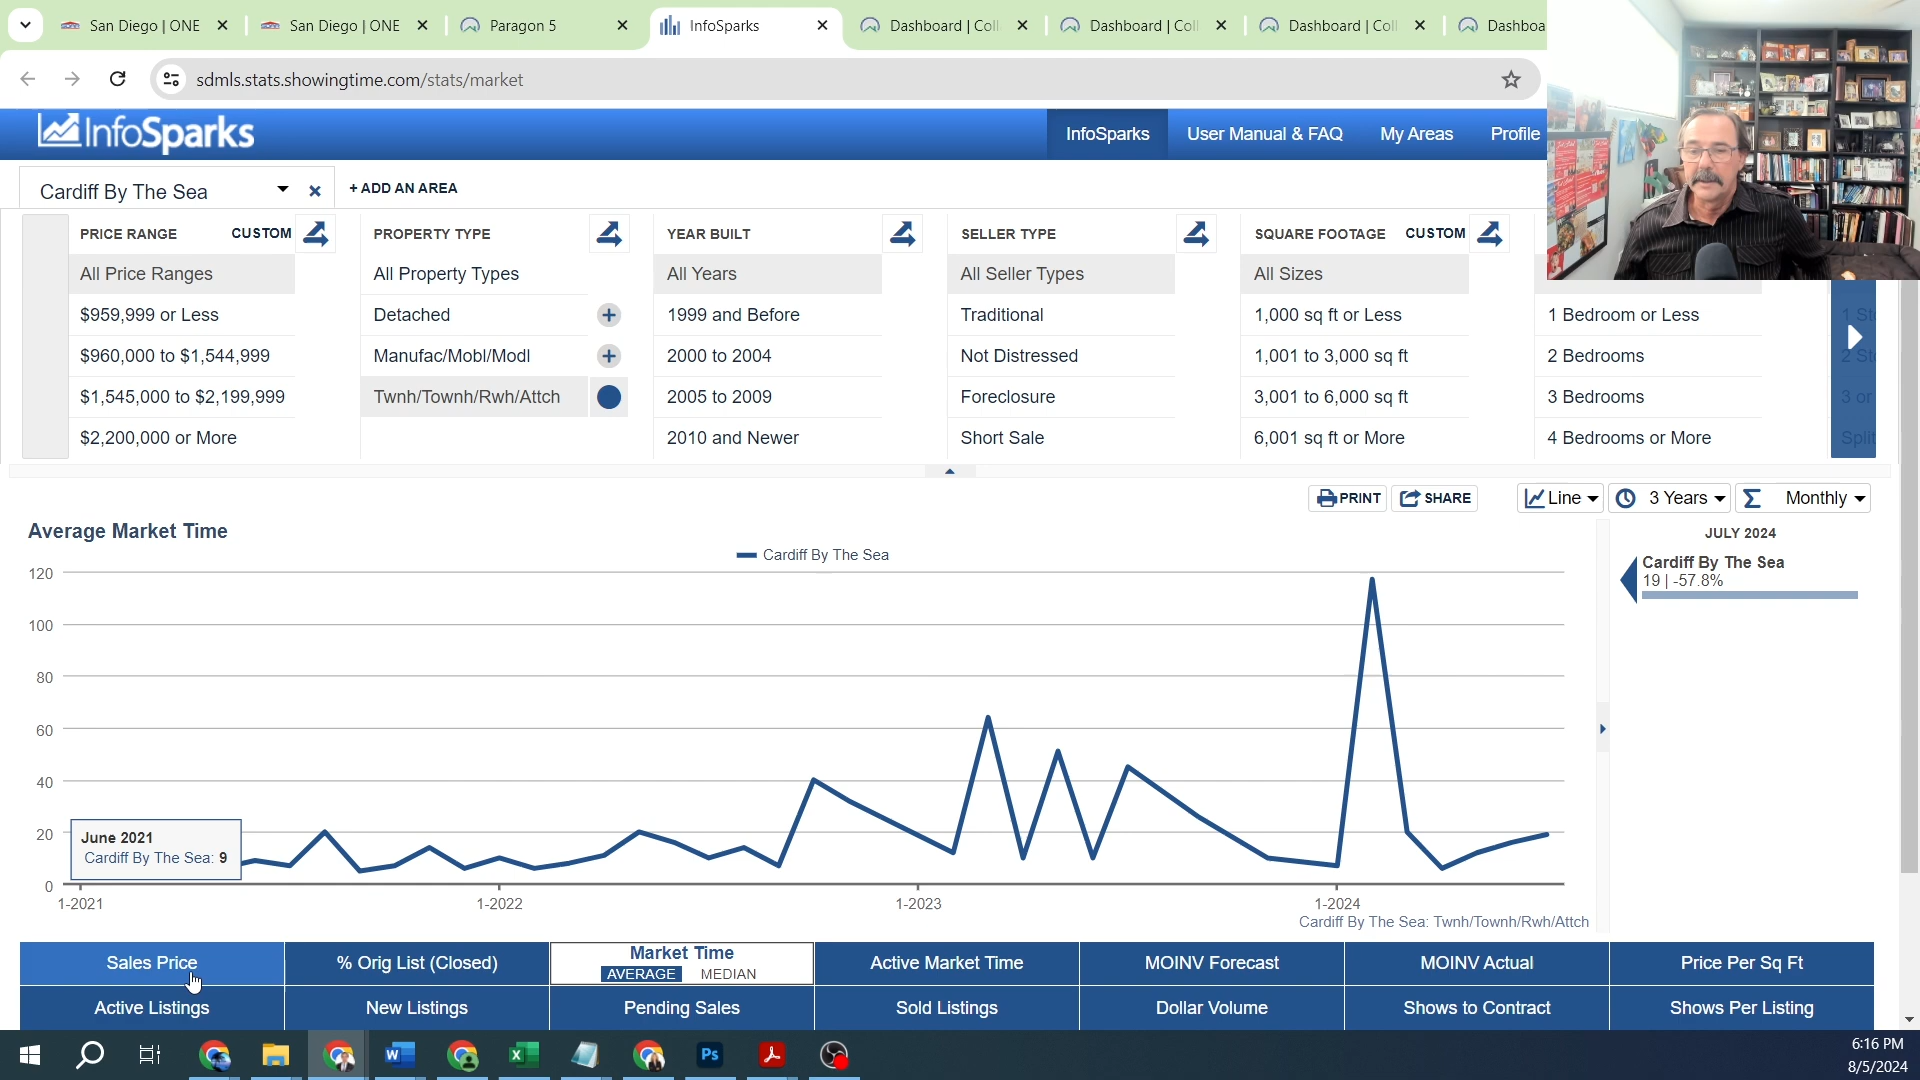 San Diego | ONE
San Diego | ONE
Paragon 5
InfoSparks
Dashboard | Coll
Dashboard | Coll
Dashboard | Coll
Dashboa
sdmls.stats.showingtime.com/stats/market
InfoSparks
InfoSparks
User Manual & FAQ
My Areas
Profile
Cardiff By The Sea
+ ADD AN AREA
PRICE RANGE
CUSTOM
All Price Ranges
$959,999 or Less
$960,000 to $1,544,999
$1,545,000 to $2,199,999
$2,200,000 or More
PROPERTY TYPE
All Property Types
Detached
Manufac/Mobl/Modl
Twnh/Townh/Rwh/Attch
YEAR BUILT
All Years
1999 and Before
2000 to 2004
2005 to 2009
2010 and Newer
SELLER TYPE
All Seller Types
Traditional
Not Distressed
Foreclosure
Short Sale
SQUARE FOOTAGE
CUSTOM
All Sizes
1,000 sq ft or Less
1,001 to 3,000 sq ft
3,001 to 6,000 sq ft
6,001 sq ft or More
1 Bedroom or Less
2 Bedrooms
3 Bedrooms
4 Bedrooms or More
1 St
2 St
3 or
Split
PRINT
SHARE
Line
3 Years
Monthly
Average Market Time
Cardiff By The Sea
120
100
80
60
40
20
0
June 2021
Cardiff By The Sea: 9
1-2021
1-2022
1-2023
1-2024
Cardiff By The Sea: Twnh/Townh/Rwh/Attch
JULY 2024
Cardiff By The Sea
19 | -57.8%
Sales Price
% Orig List (Closed)
Market Time
AVERAGE MEDIAN
Active Market Time
MOINV Forecast
MOINV Actual
Price Per Sq Ft
Active Listings
New Listings
Pending Sales
Sold Listings
Dollar Volume
Shows to Contract
Shows Per Listing
6:16 PM
8/5/2024